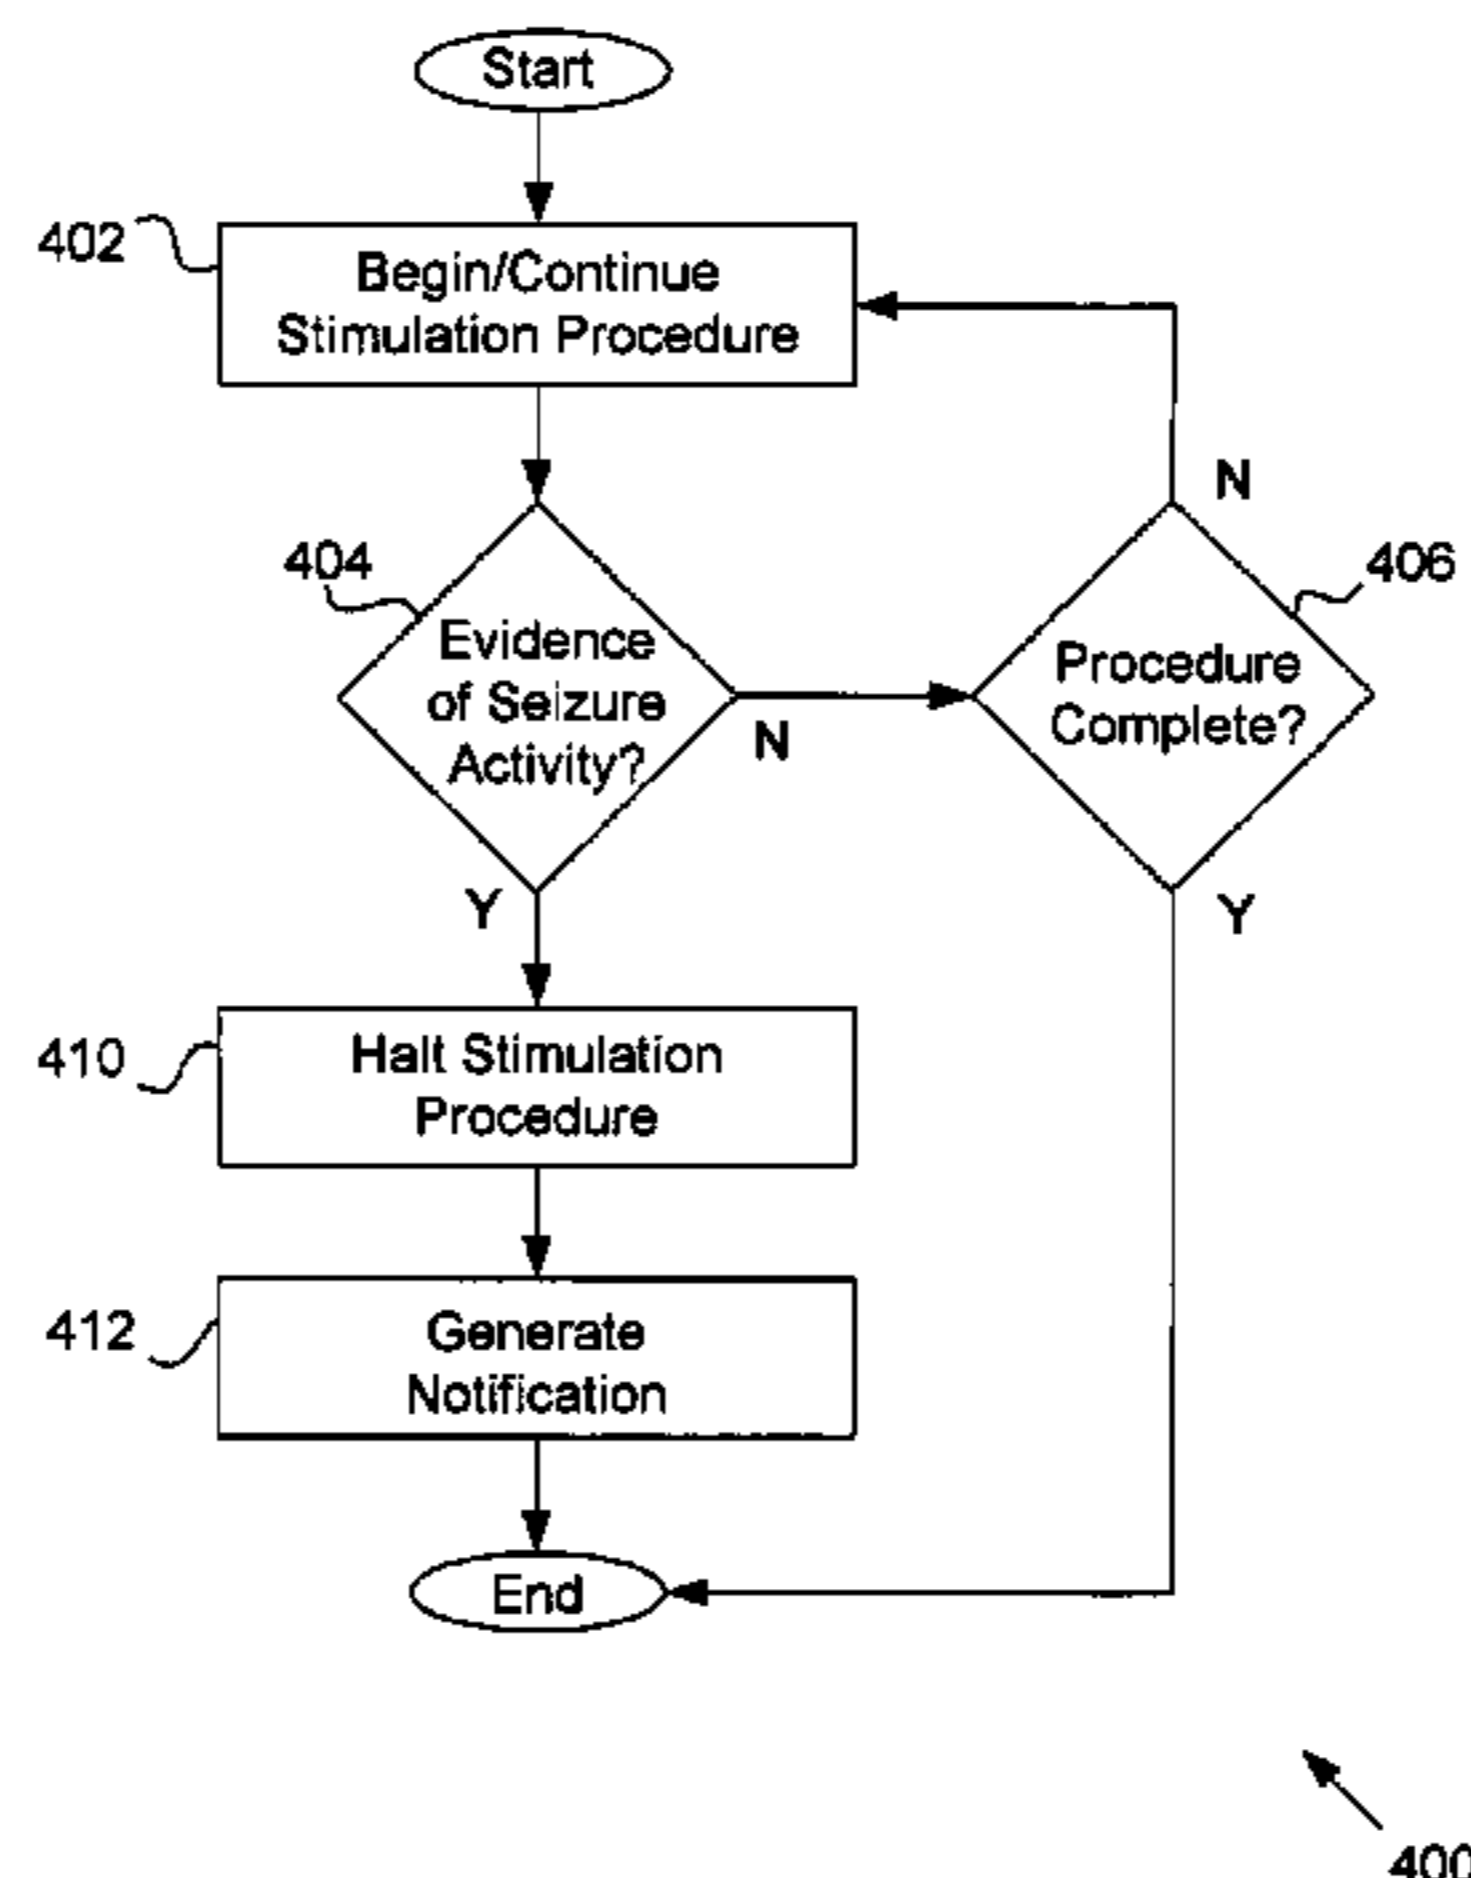 Start
402
Begin/Continue
Stimulation Procedure
N
404
406
Evidence
of Seizure
Activity?
Procedure
Complete?
N
Y
Y
410
Halt Stimulation
Procedure
412
Generate
Notification
End
400